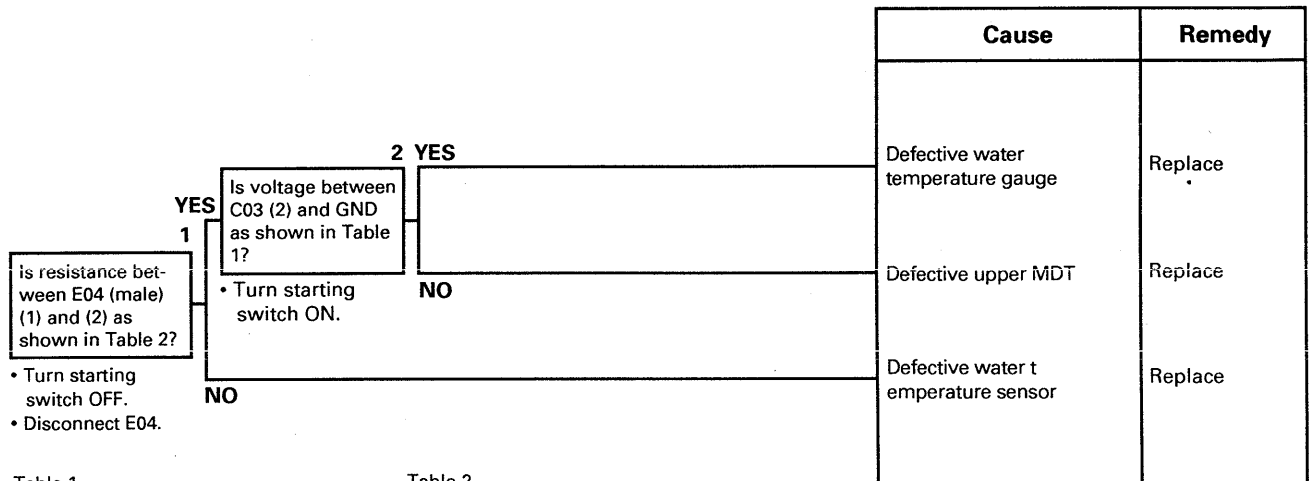 Cause
Remedy
2 YES
Defective water
temperature gauge
Replace
Is voltage between
C03 (2) and GND
as shown in Table
1?
YES
1
Is resistance bet-
ween E04 (male)
(1) and (2) as
shown in Table 2?
• Turn starting
switch ON.
NO
Defective upper MDT
Replace
• Turn starting
switch OFF.
• Disconnect E04.
NO
Defective water t
emperature sensor
Replace
Table 1
Table 2